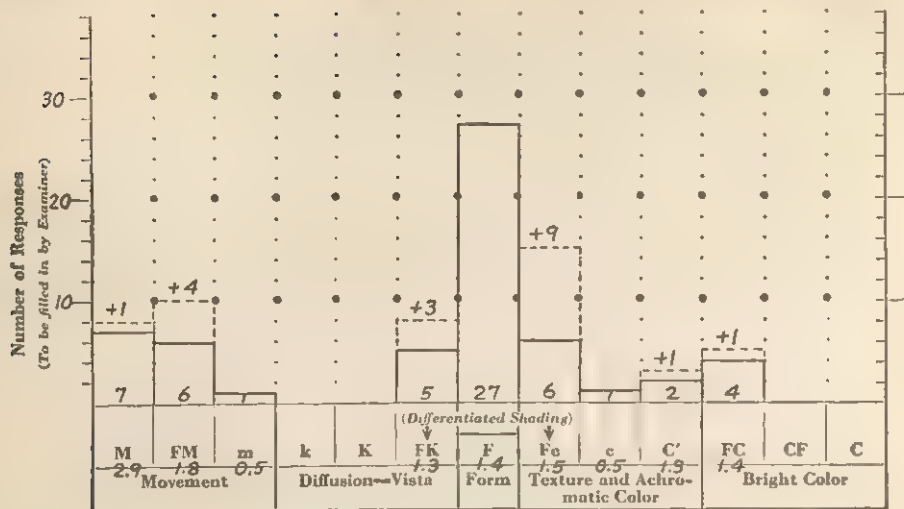 30
20
10
Number of Responses
(To be filled in by Examiner)
+1
+4
+3
+9
+1
+1
7 6 1 5 27 6 1 2 4
(Differentiated Shading)
M FM m k K FK F Fc c C' FC CF C
2.9 1.8 0.5 1.3 1.4 1.5 0.5 1.3 1.4
Movement Diffusion—Vista Form Texture and Achro- Bright Color
matic Color